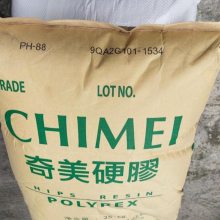 PH-88 9QA2G101-1534
RADE LOT NO.
CHIMEI
奇美硬膠
HIPS RESIN
POLYREX